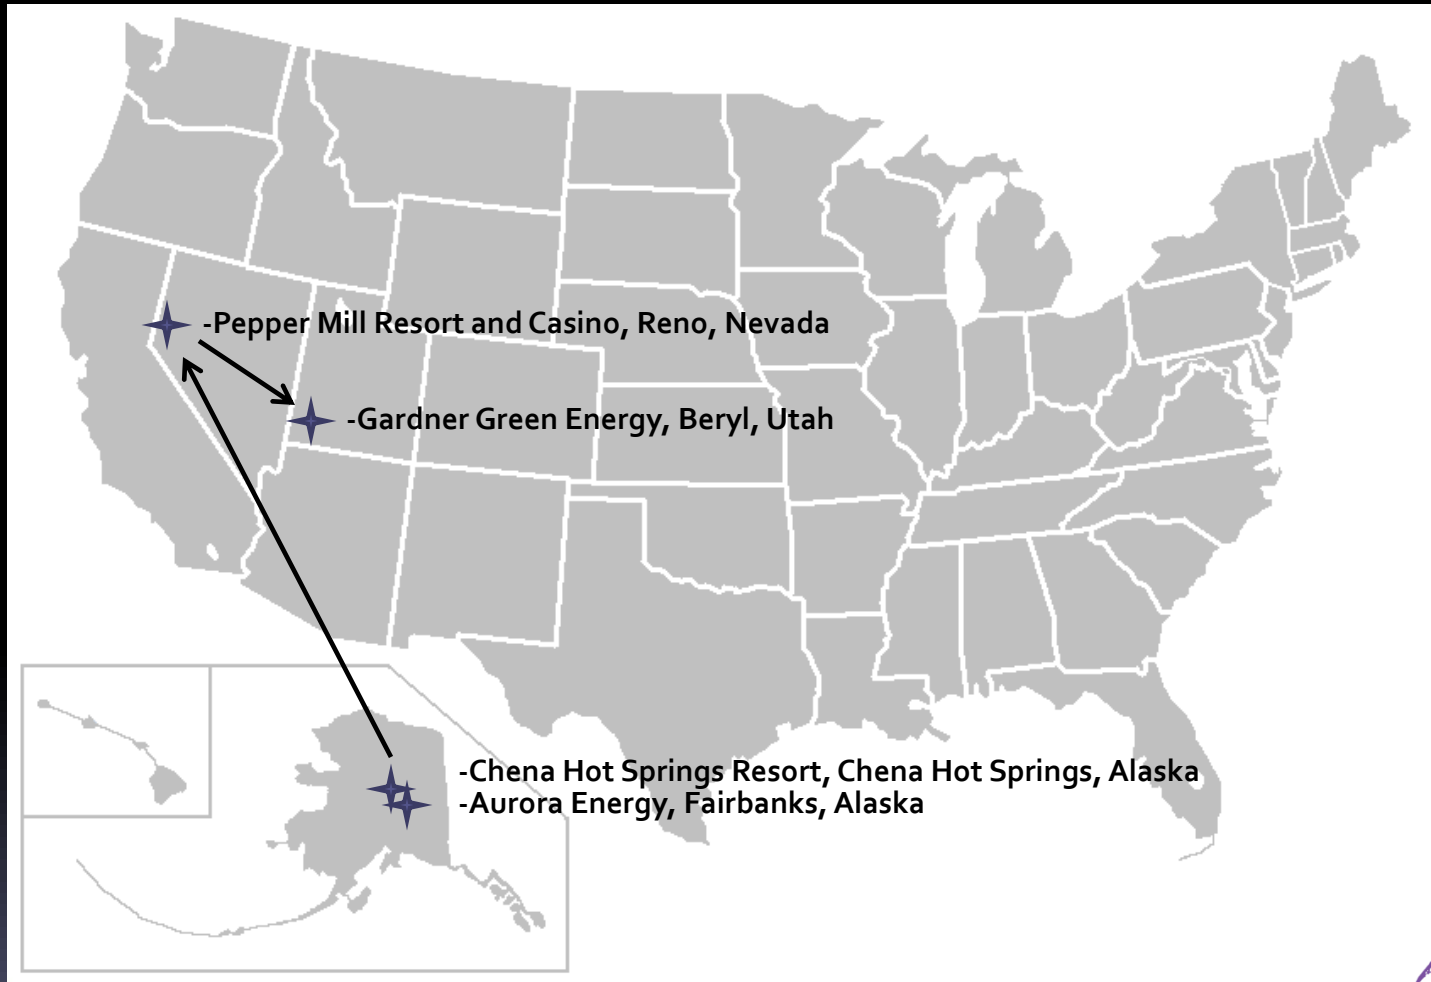 -Pepper Mill Resort and Casino, Reno, Nevada
-Gardner Green Energy, Beryl, Utah
-Chena Hot Springs Resort, Chena Hot Springs, Alaska
-Aurora Energy, Fairbanks, Alaska